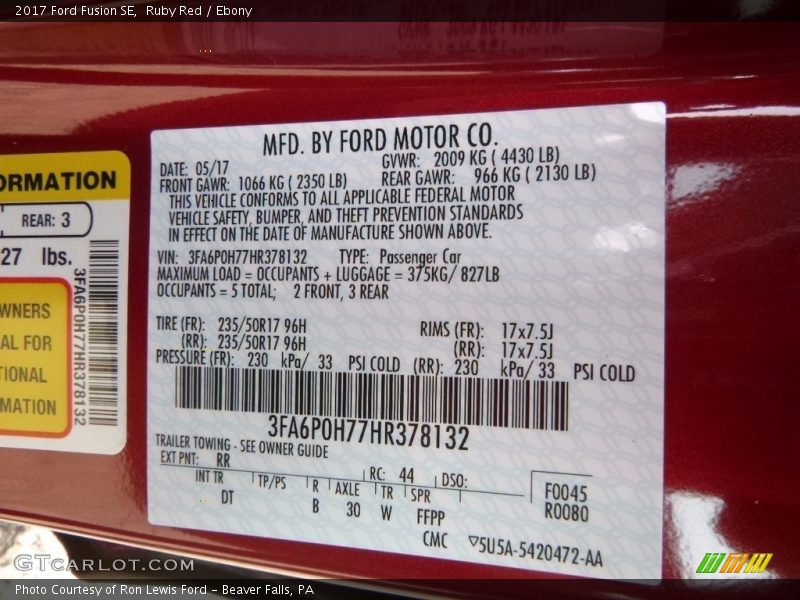 2017 Ford Fusion SE, Ruby Red / Ebony
ORMATION
REAR: 3
27 lbs.
WNERS
AL FOR
TIONAL
MATION
3FA6P0H77HR378132
MFD. BY FORD MOTOR CO.
DATE: 05/17 GVWR: 2009 KG ( 4430 LB)
FRONT GAWR: 1066 KG ( 2350 LB) REAR GAWR: 966 KG ( 2130 LB)
THIS VEHICLE CONFORMS TO ALL APPLICABLE FEDERAL MOTOR
VEHICLE SAFETY, BUMPER, AND THEFT PREVENTION STANDARDS
IN EFFECT ON THE DATE OF MANUFACTURE SHOWN ABOVE.
VIN: 3FA6P0H77HR378132 TYPE: Passenger Car
MAXIMUM LOAD = OCCUPANTS + LUGGAGE = 375KG/ 827LB
OCCUPANTS = 5 TOTAL; 2 FRONT, 3 REAR
TIRE (FR): 235/50R17 96H RIMS (FR): 17x7.5J
(RR): 235/50R17 96H (RR): 17x7.5J
PRESSURE (FR): 230 kPa/ 33 PSI COLD (RR): 230 kPa/ 33 PSI COLD
3FA6P0H77HR378132
TRAILER TOWING - SEE OWNER GUIDE
EXT PNT: RR RC: 44 DSO:
INT TR TP/PS R AXLE TR SPR F0045
DT B 30 W FFPP R0080
CMC ▽5U5A-5420472-AA
GTCARLOT.COM
Photo Courtesy of Ron Lewis Ford - Beaver Falls, PA